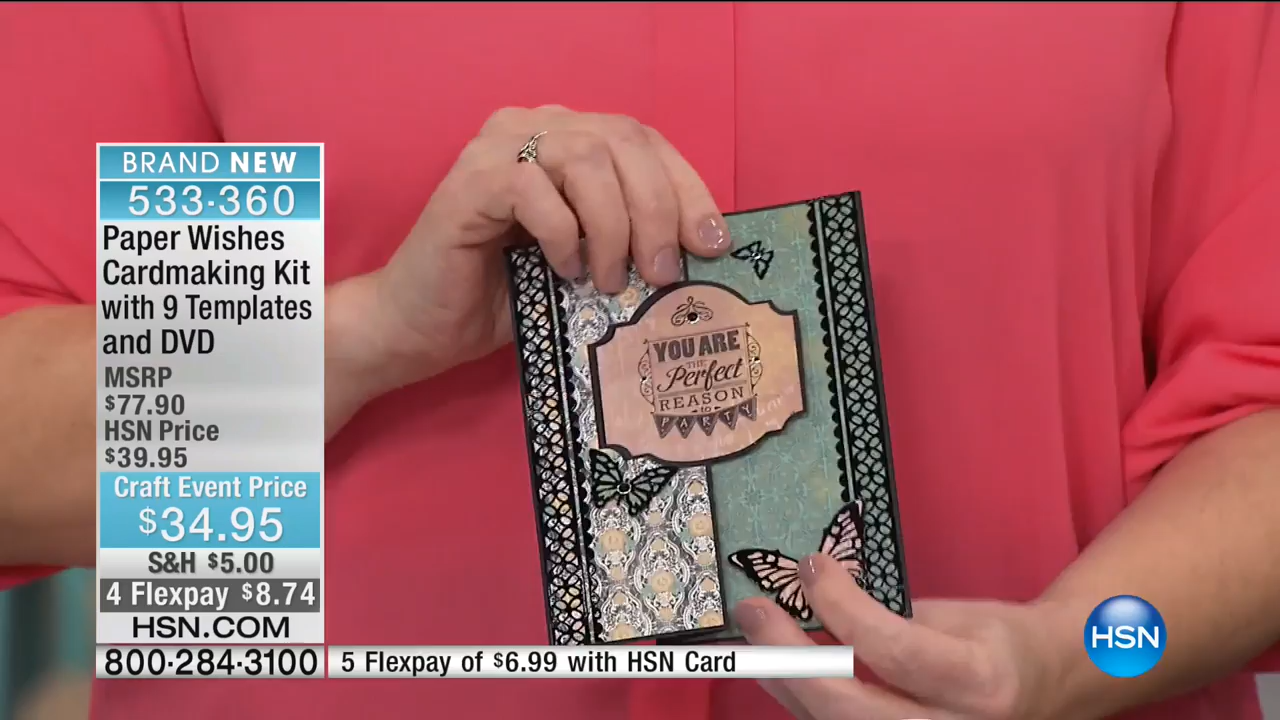 BRAND NEW
533-360
Paper Wishes
Cardmaking Kit
with 9 Templates
and DVD
MSRP
$77.90
HSN Price
$39.95
Craft Event Price
$34.95
S&H $5.00
4 Flexpay $8.74
HSN.COM
800-284-3100
5 Flexpay of $6.99 with HSN Card
YOU ARE
THE
Perfect
REASON
to
PARTY
HSN